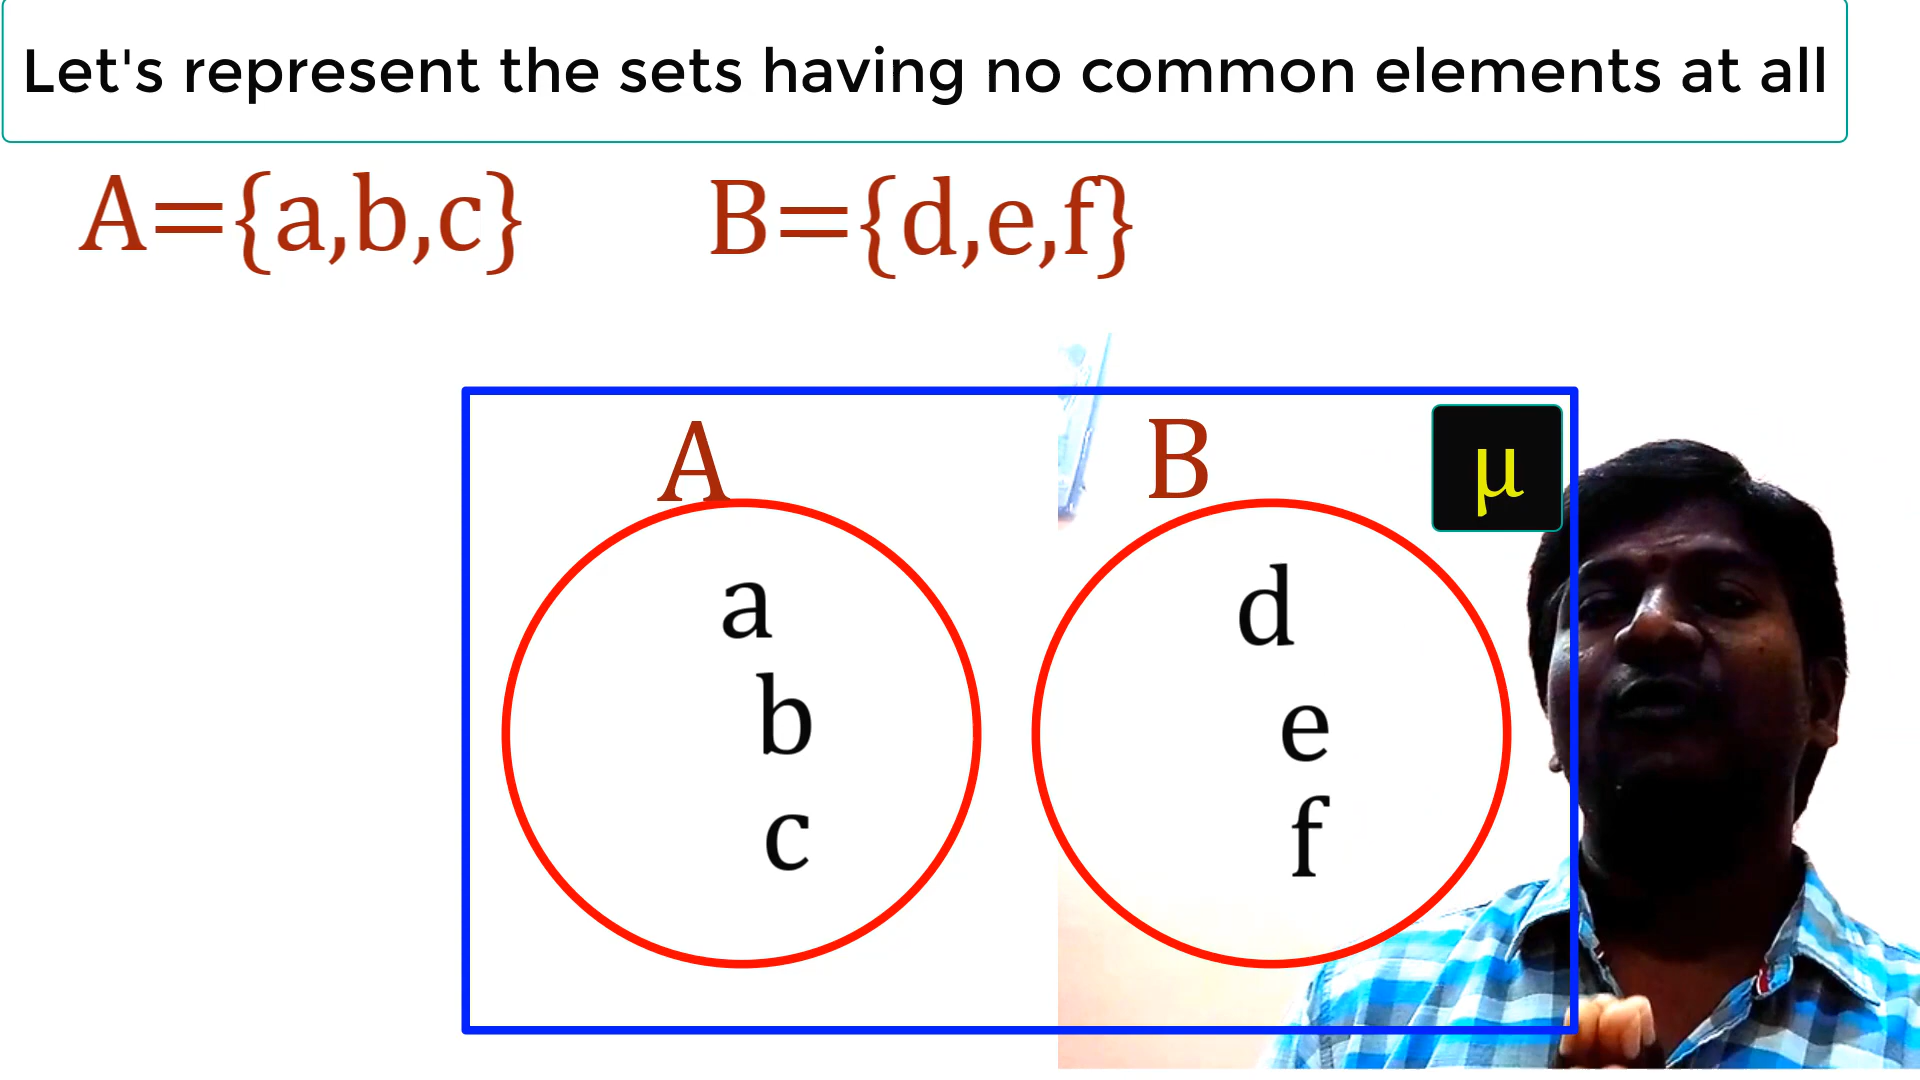 Let's represent the sets having no common elements at all
A={a,b,c} B={d,e,f}
A B μ
a d
b e
c f